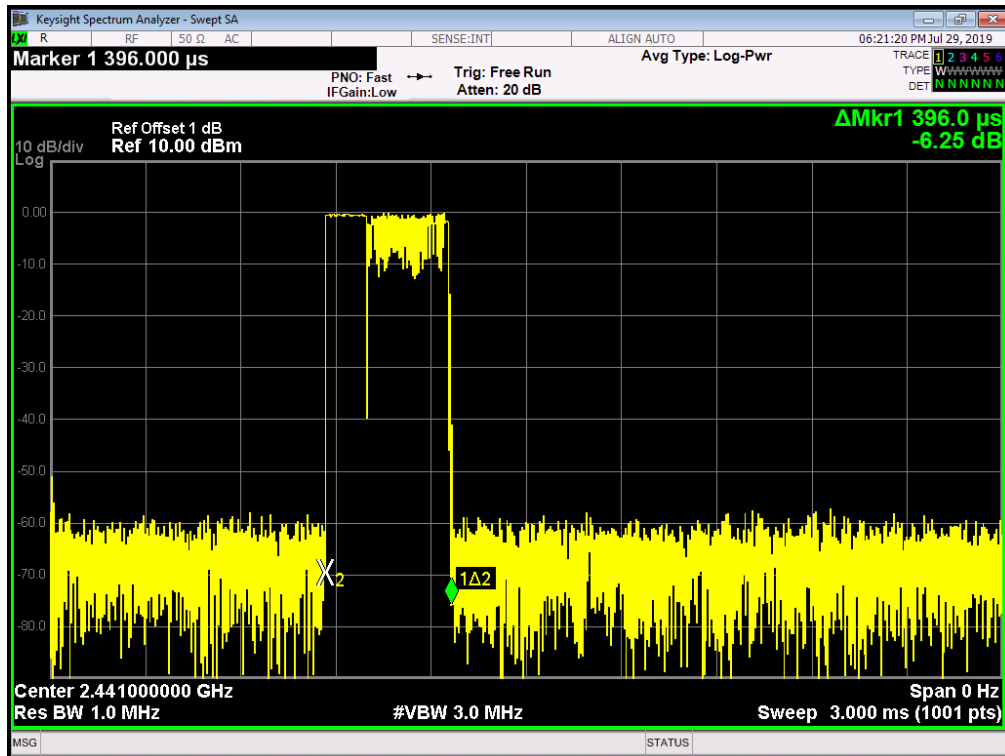 Keysight Spectrum Analyzer - Swept SA
LXI R RF 50 Ω AC SENSE:INT ALIGN AUTO 06:21:20 PM Jul 29, 2019
Marker 1 396.000 µs
PNO: Fast
IFGain:Low
Trig: Free Run
Atten: 20 dB
Avg Type: Log-Pwr
TRACE 1 2 3 4 5 6
TYPE WWWWWW
DET N N N N N N
ΔMkr1 396.0 µs
-6.25 dB
Ref Offset 1 dB
10 dB/div Ref 10.00 dBm
Log
0.00
-10.0
-20.0
-30.0
-40.0
-50.0
-60.0
-70.0
-80.0
2
1Δ2
Center 2.441000000 GHz Span 0 Hz
Res BW 1.0 MHz #VBW 3.0 MHz Sweep 3.000 ms (1001 pts)
MSG STATUS